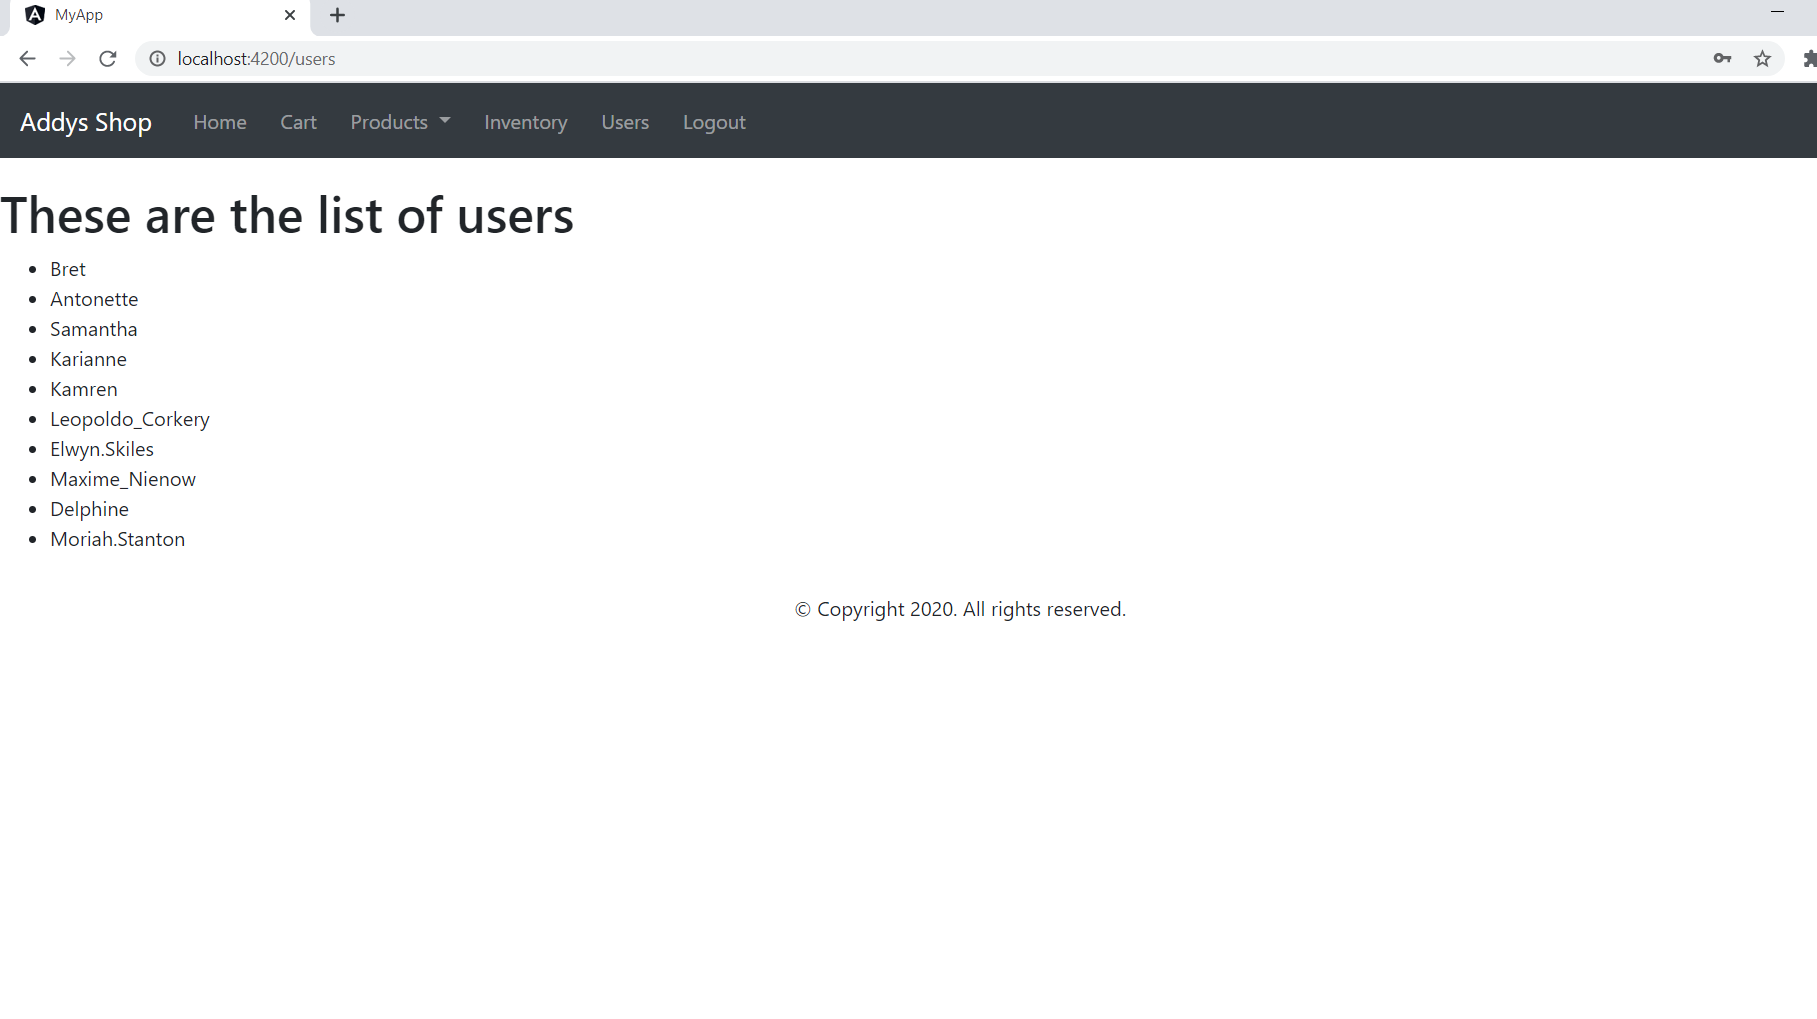 MyApp
localhost:4200/users
Addys Shop Home Cart Products Inventory Users Logout
These are the list of users
Bret
Antonette
Samantha
Karianne
Kamren
Leopoldo_Corkery
Elwyn.Skiles
Maxime_Nienow
Delphine
Moriah.Stanton
© Copyright 2020. All rights reserved.